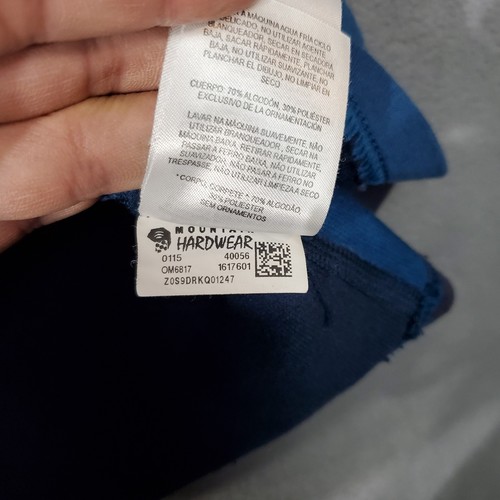 A MÁQUINA AGUA FRÍA CICLO
DELICADO, NO UTILIZAR AGENTE
BLANQUEADOR, SECAR EN SECADORA
BAJA, SACAR RÁPIDAMENTE, PLANCHAR
BAJA, NO UTILIZAR SUAVIZANTE, NO
PLANCHAR EL DIBUJO, NO LIMPIAR EN
SECO
CUERPO: 70% ALGODÓN, 30% POLIÉSTER
EXCLUSIVO DE LA ORNAMENTACIÓN
LAVAR NA MÁQUINA SUAVEMENTE, NÃO
UTILIZAR BRANQUEADOR, SECAR NA
MÁQUINA BAIXA, RETIRAR RAPIDAMENTE,
PASSAR A FERRO BAIXA, NÃO UTILIZAR
SUAVIZADOR, NÃO PASAR A FERRO NO
TRESPASSE, NÃO UTILIZAR LIMPEZA A SECO
* CORPO, CORPETE * 70% ALGODÃO,
30% POLIÉSTER
SEM ORNAMENTOS
MOUNTAIN
HARDWEAR
0115 40056
OM6817 1617601
Z0S9DRKQ01247